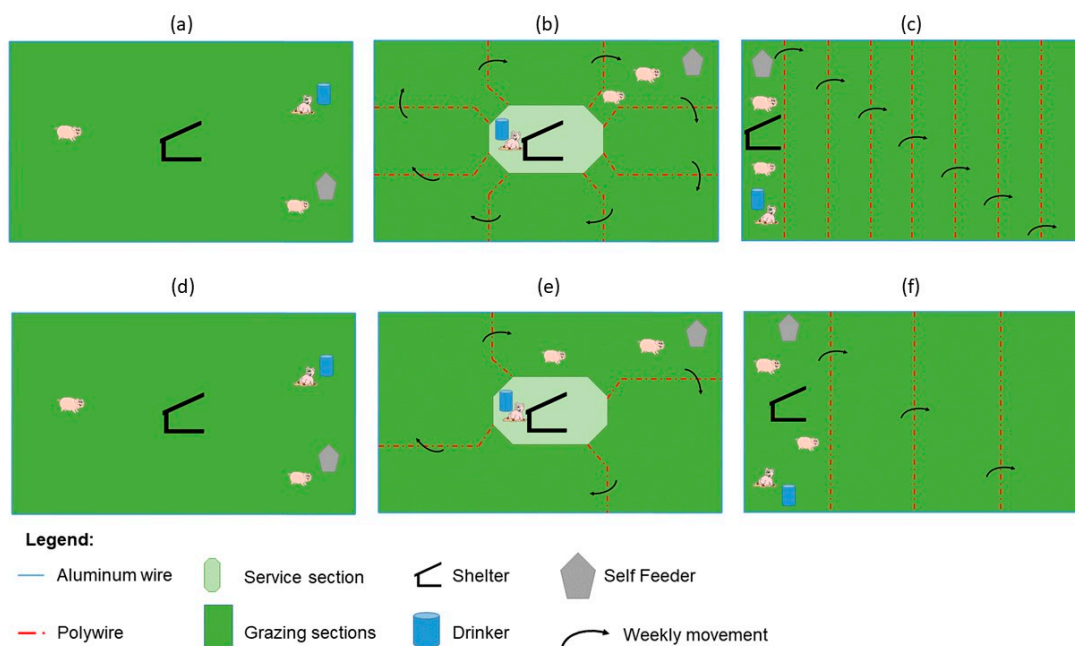 (a)
(b)
(c)
(d)
(e)
(f)
Legend:
Aluminum wire
Service section
Shelter
Self Feeder
Polywire
Grazing sections
Drinker
Weekly movement